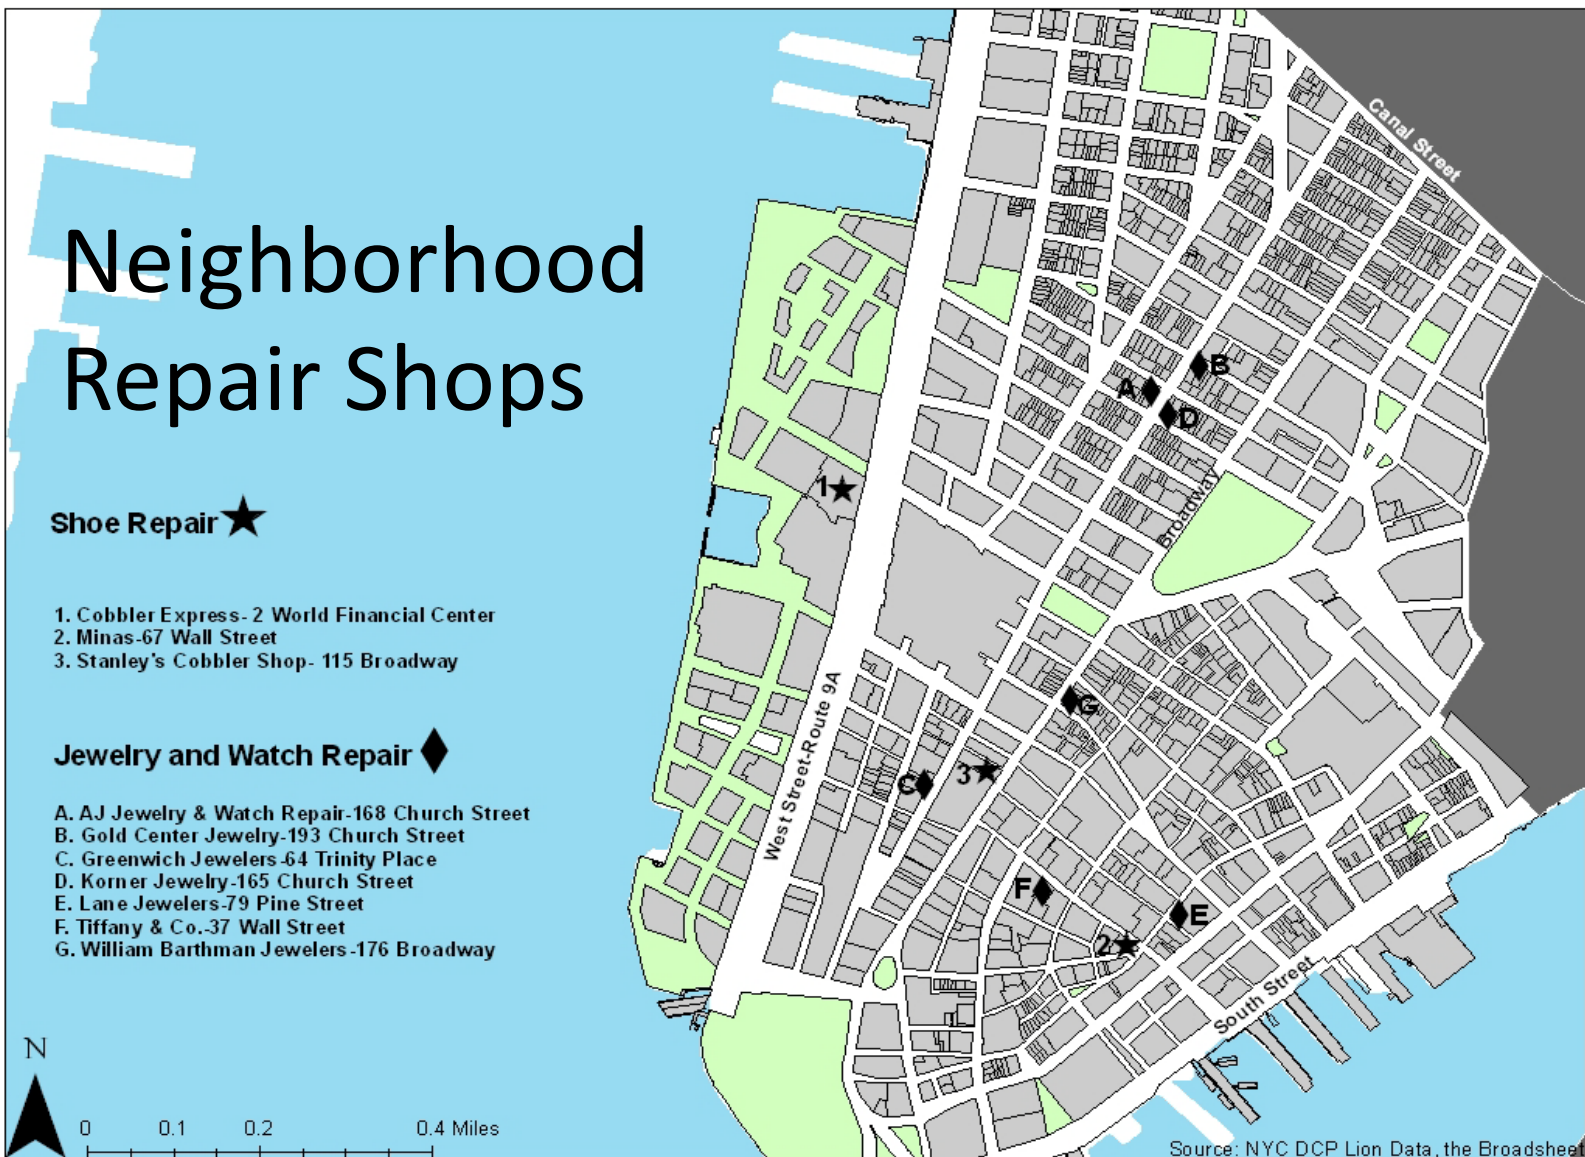 Neighborhood
Repair Shops
Shoe Repair
1. Cobbler Express- 2 World Financial Center
2. Minas-67 Wall Street
3. Stanley's Cobbler Shop- 115 Broadway
Jewelry and Watch Repair
A. AJ Jewelry & Watch Repair-168 Church Street
B. Gold Center Jewelry-193 Church Street
C. Greenwich Jewelers-64 Trinity Place
D. Korner Jewelry-165 Church Street
E. Lane Jewelers-79 Pine Street
F. Tiffany & Co.-37 Wall Street
G. William Barthman Jewelers-176 Broadway
N
0 0.1 0.2 0.4 Miles
Canal Street
B
A
D
1
Broadway
G
West Street-Route 9A
3
C
F
E
2
South Street
Source: NYC DCP Lion Data, the Broadsheet